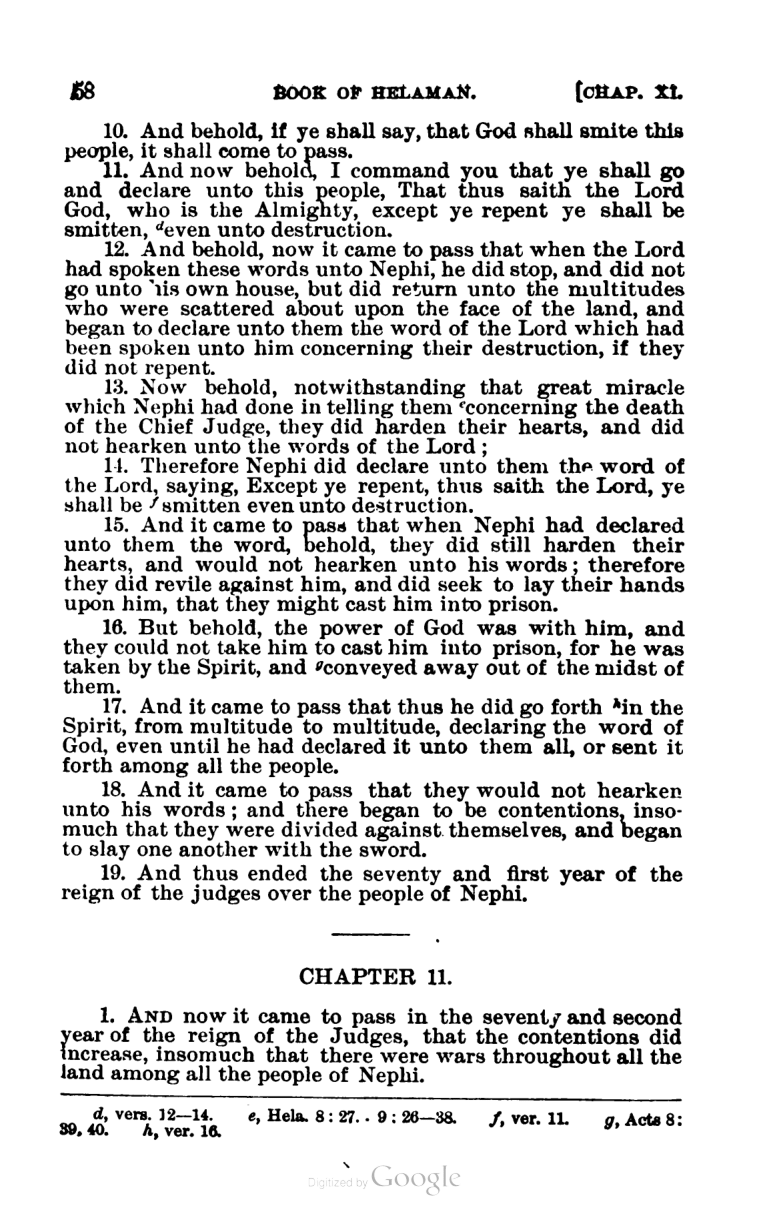 58 BOOK OF HELAMAN. [CHAP. XI.
10. And behold, if ye shall say, that God shall smite this
people, it shall come to pass.
11. And now behold, I command you that ye shall go
and declare unto this people, That thus saith the Lord
God, who is the Almighty, except ye repent ye shall be
smitten, ᵈeven unto destruction.
12. And behold, now it came to pass that when the Lord
had spoken these words unto Nephi, he did stop, and did not
go unto his own house, but did return unto the multitudes
who were scattered about upon the face of the land, and
began to declare unto them the word of the Lord which had
been spoken unto him concerning their destruction, if they
did not repent.
13. Now behold, notwithstanding that great miracle
which Nephi had done in telling them ᵉconcerning the death
of the Chief Judge, they did harden their hearts, and did
not hearken unto the words of the Lord;
14. Therefore Nephi did declare unto them the word of
the Lord, saying, Except ye repent, thus saith the Lord, ye
shall be ᶠsmitten even unto destruction.
15. And it came to pass that when Nephi had declared
unto them the word, behold, they did still harden their
hearts, and would not hearken unto his words; therefore
they did revile against him, and did seek to lay their hands
upon him, that they might cast him into prison.
16. But behold, the power of God was with him, and
they could not take him to cast him into prison, for he was
taken by the Spirit, and ᵍconveyed away out of the midst of
them.
17. And it came to pass that thus he did go forth ʰin the
Spirit, from multitude to multitude, declaring the word of
God, even until he had declared it unto them all, or sent it
forth among all the people.
18. And it came to pass that they would not hearken
unto his words; and there began to be contentions, inso-
much that they were divided against themselves, and began
to slay one another with the sword.
19. And thus ended the seventy and first year of the
reign of the judges over the people of Nephi.
CHAPTER 11.
1. AND now it came to pass in the seventy and second
year of the reign of the Judges, that the contentions did
increase, insomuch that there were wars throughout all the
land among all the people of Nephi.
d, vers. 12—14. e, Hela. 8:27.. 9:26—38. f, ver. 11. g, Acts 8:
39, 40. h, ver. 16.
Digitized by Google